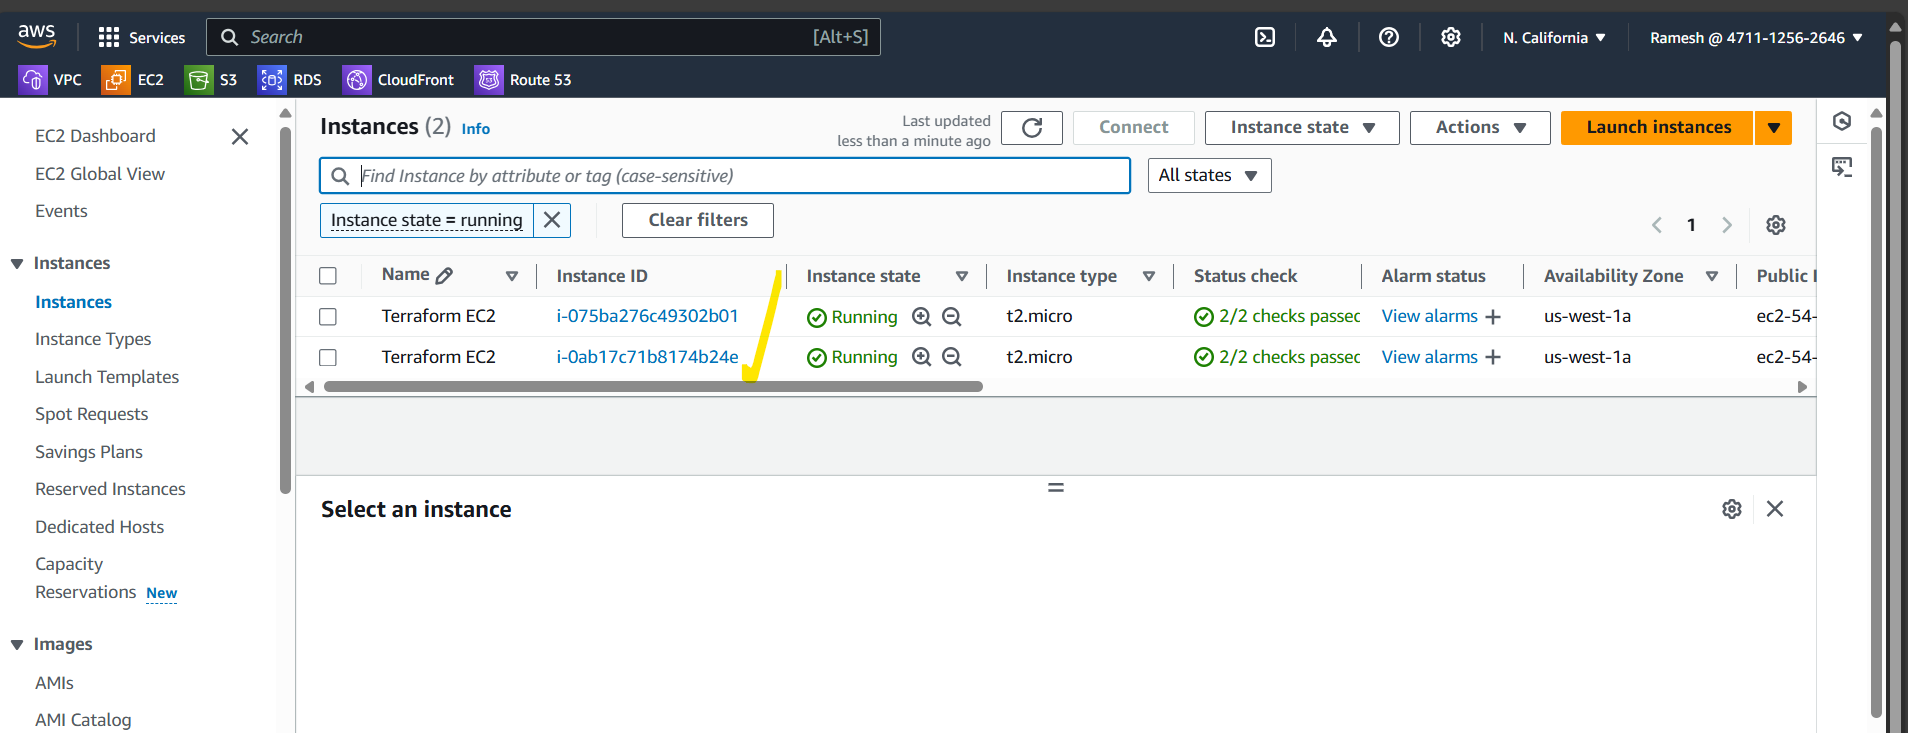 aws
Services
Search
[Alt+S]
N. California
Ramesh @ 4711-1256-2646
VPC
EC2
S3
RDS
CloudFront
53
Route 53
EC2 Dashboard
EC2 Global View
Events
Instances
Instances
Instance Types
Launch Templates
Spot Requests
Savings Plans
Reserved Instances
Dedicated Hosts
Capacity
Reservations New
Images
AMIs
AMI Catalog
Instances (2) Info
Last updated
less than a minute ago
Connect
Instance state
Actions
Launch instances
Find Instance by attribute or tag (case-sensitive)
All states
Instance state = running
Clear filters
1
Name Instance ID Instance state Instance type Status check Alarm status Availability Zone Public I
Terraform EC2 i-075ba276c49302b01 Running t2.micro 2/2 checks passec View alarms + us-west-1a ec2-54-
Terraform EC2 i-0ab17c71b8174b24e Running t2.micro 2/2 checks passec View alarms + us-west-1a ec2-54-
Select an instance